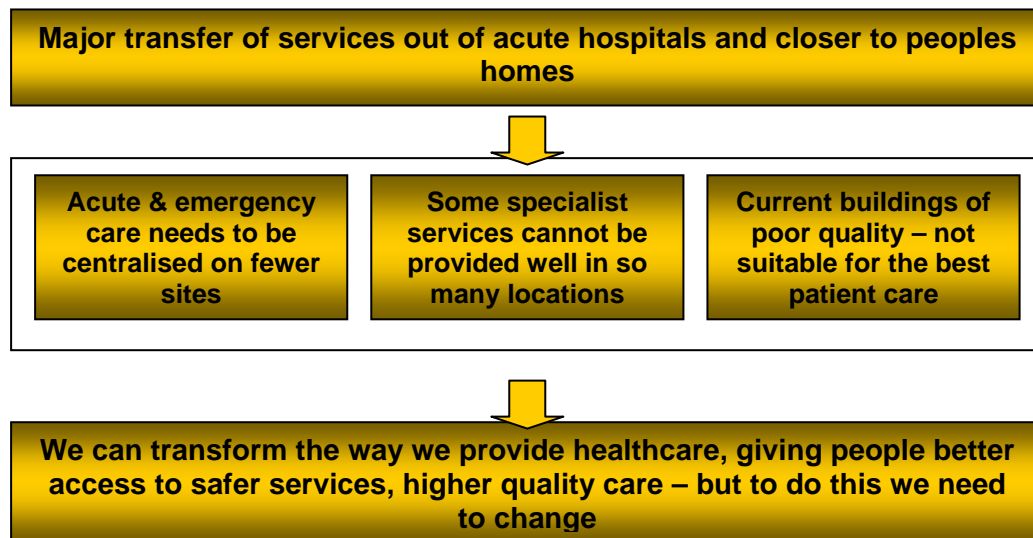 Major transfer of services out of acute hospitals and closer to peoples
homes
Acute & emergency
care needs to be
centralised on fewer
sites
Some specialist
services cannot be
provided well in so
many locations
Current buildings of
poor quality – not
suitable for the best
patient care
We can transform the way we provide healthcare, giving people better
access to safer services, higher quality care – but to do this we need
to change